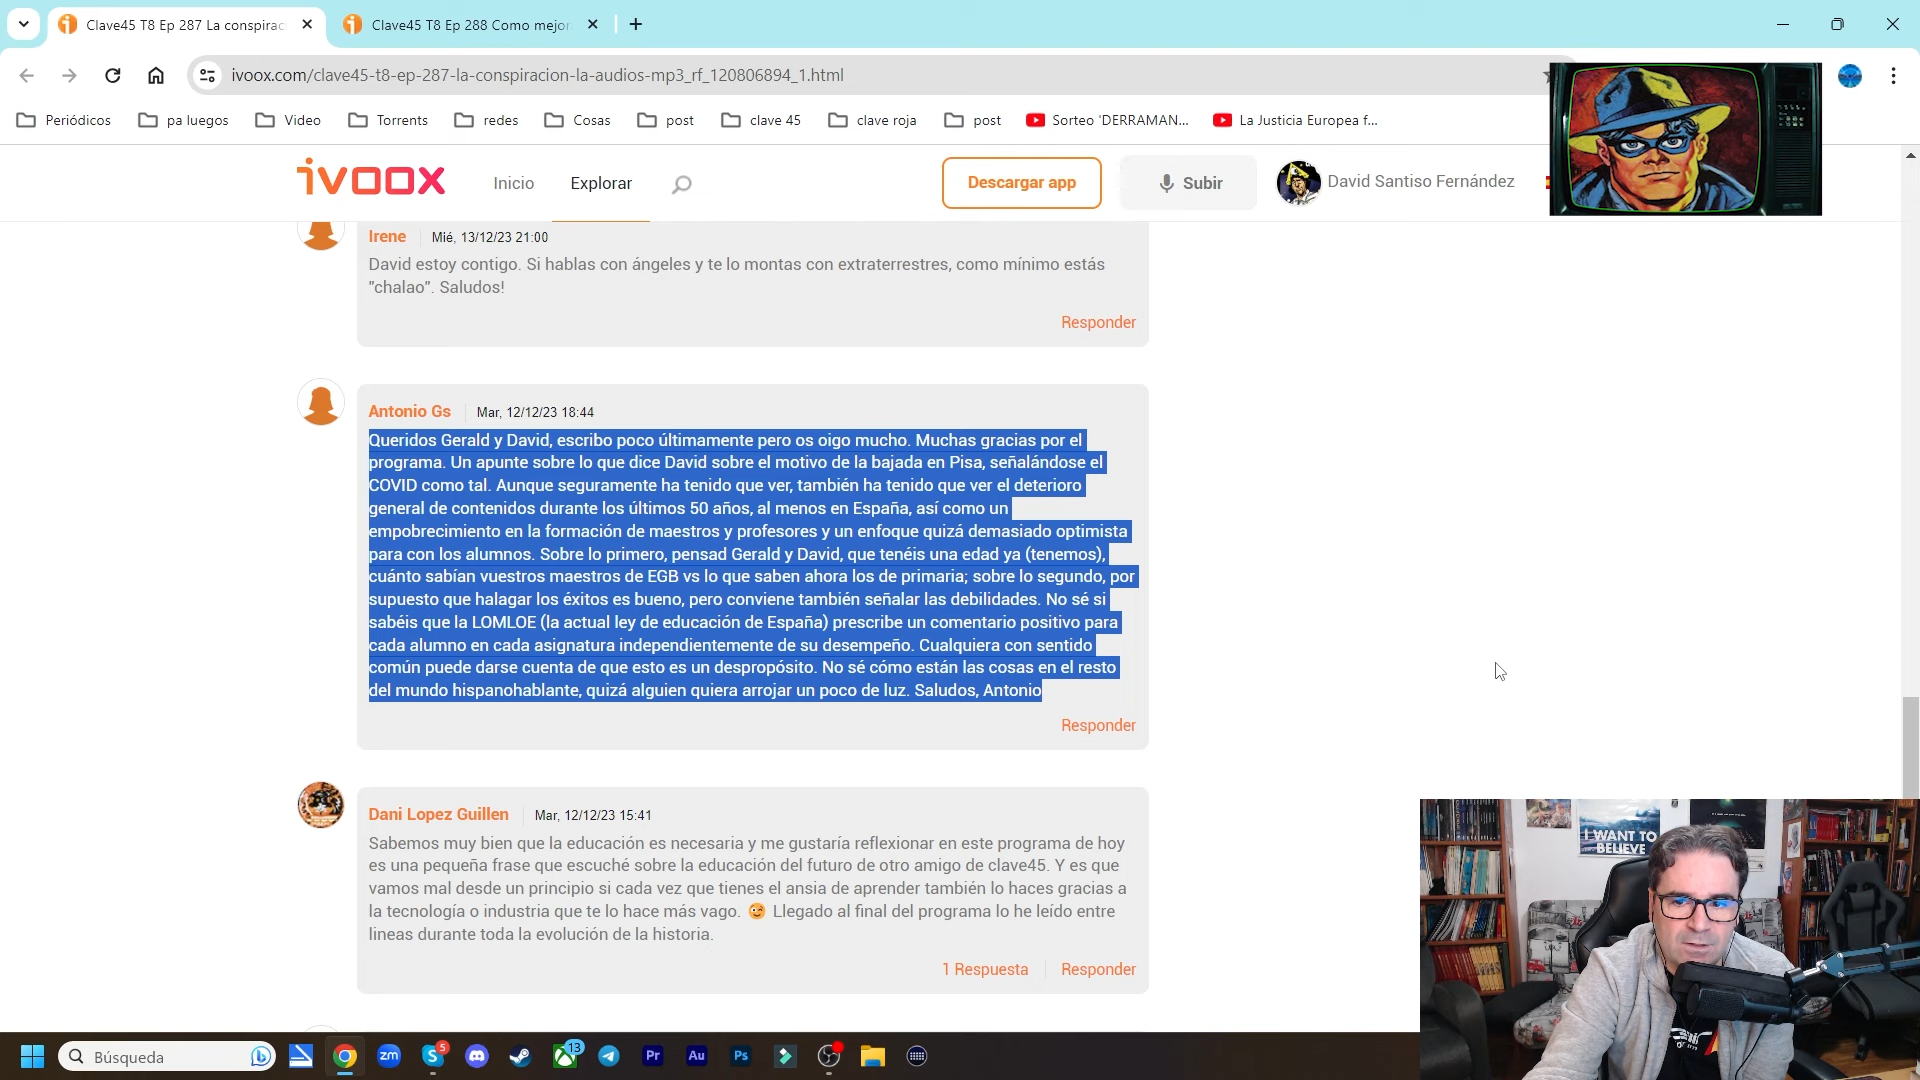 Clave45 T8 Ep 287 La conspirac
Clave45 T8 Ep 288 Como mejor
ivoox.com/clave45-t8-ep-287-la-conspiracion-la-audios-mp3_rf_120806894_1.html
Periódicos
pa luegos
Video
Torrents
redes
Cosas
post
clave 45
clave roja
post
Sorteo 'DERRAMAN...
La Justicia Europea f...
ivoox
Inicio
Explorar
Descargar app
Subir
David Santiso Fernández
Irene
Mié, 13/12/23 21:00
David estoy contigo. Si hablas con ángeles y te lo montas con extraterrestres, como mínimo estás
"chalao". Saludos!
Responder
Antonio Gs
Mar, 12/12/23 18:44
Queridos Gerald y David, escribo poco últimamente pero os oigo mucho. Muchas gracias por el
programa. Un apunte sobre lo que dice David sobre el motivo de la bajada en Pisa, señalándose el
COVID como tal. Aunque seguramente ha tenido que ver, también ha tenido que ver el deterioro
general de contenidos durante los últimos 50 años, al menos en España, así como un
empobrecimiento en la formación de maestros y profesores y un enfoque quizá demasiado optimista
para con los alumnos. Sobre lo primero, pensad Gerald y David, que tenéis una edad ya (tenemos),
cuánto sabían vuestros maestros de EGB vs lo que saben ahora los de primaria; sobre lo segundo, por
supuesto que halagar los éxitos es bueno, pero conviene también señalar las debilidades. No sé si
sabéis que la LOMLOE (la actual ley de educación de España) prescribe un comentario positivo para
cada alumno en cada asignatura independientemente de su desempeño. Cualquiera con sentido
común puede darse cuenta de que esto es un despropósito. No sé cómo están las cosas en el resto
del mundo hispanohablante, quizá alguien quiera arrojar un poco de luz. Saludos, Antonio
Responder
Dani Lopez Guillen
Mar, 12/12/23 15:41
Sabemos muy bien que la educación es necesaria y me gustaría reflexionar en este programa de hoy
es una pequeña frase que escuché sobre la educación del futuro de otro amigo de clave45. Y es que
vamos mal desde un principio si cada vez que tienes el ansia de aprender también lo haces gracias a
la tecnología o industria que te lo hace más vago. 😉 Llegado al final del programa lo he leído entre
lineas durante toda la evolución de la historia.
1 Respuesta
Responder
I WANT TO
BELIEVE
Búsqueda
zm
5
13
Pr
Au
Ps